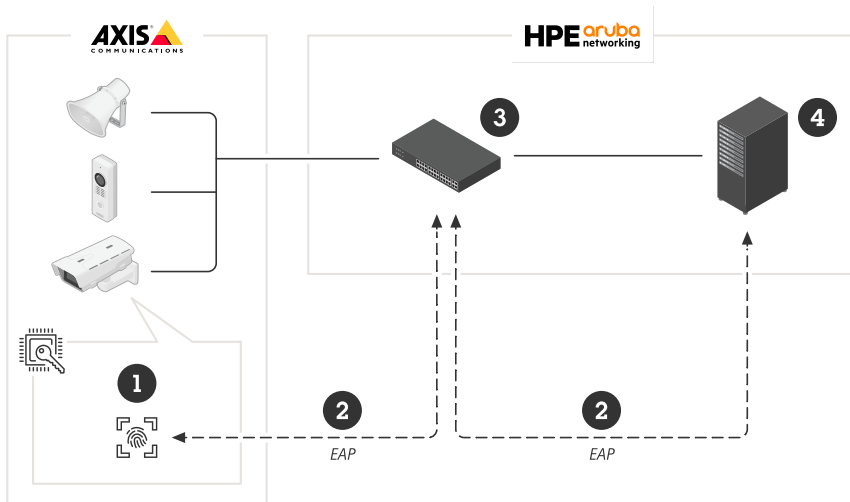 AXIS
COMMUNICATIONS
HPE aruba
networking
3
4
1
2
2
EAP
EAP